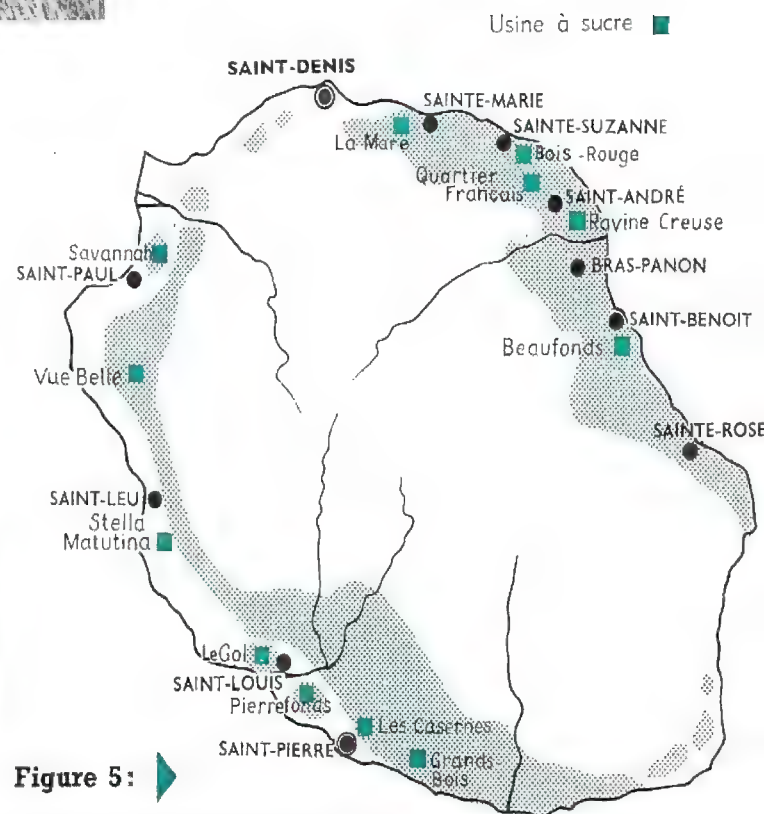 Usine à sucre
SAINT-DENIS
SAINTE-MARIE
La Mare
SAINTE-SUZANNE
Bois-Rouge
Quartier
Français
SAINT-ANDRÉ
Ravine Creuse
Savannah
SAINT-PAUL
BRAS-PANON
SAINT-BENOIT
Beaufonds
Vue Belle
SAINTE-ROSE
SAINT-LEU
Stella
Matutina
LeGol
SAINT-LOUIS
Pierrefonds
Les Casernes
SAINT-PIERRE
Grands
Bois
Figure 5: